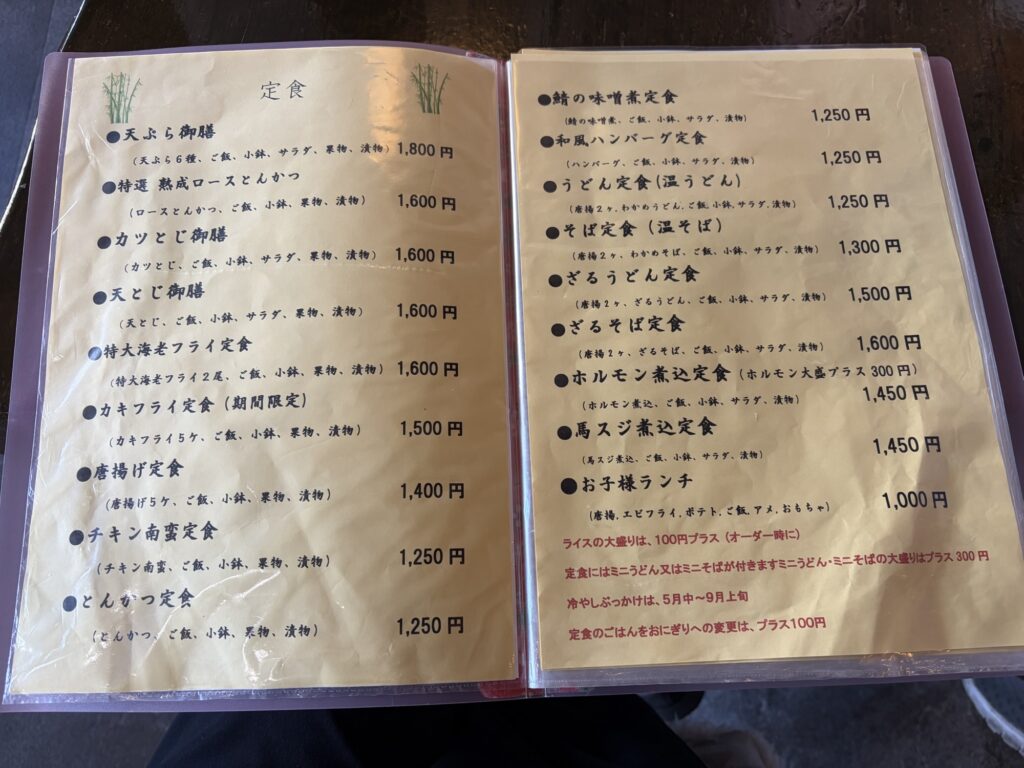 定食
●天ぷら御膳
(天ぷら6種、ご飯、小鉢、サラダ、果物、漬物) 1,800円
●特選 熟成ロースとんかつ
(ロースとんかつ、ご飯、小鉢、果物、漬物) 1,600円
●カツとじ御膳
(カツとじ、ご飯、小鉢、サラダ、果物、漬物) 1,600円
●天とじ御膳
(天とじ、ご飯、小鉢、サラダ、果物、漬物) 1,600円
●特大海老フライ定食
(特大海老フライ2尾、ご飯、小鉢、果物、漬物) 1,600円
●カキフライ定食(期間限定)
(カキフライ5ケ、ご飯、小鉢、果物、漬物) 1,500円
●唐揚げ定食
(唐揚げ5ケ、ご飯、小鉢、果物、漬物) 1,400円
●チキン南蛮定食
(チキン南蛮、ご飯、小鉢、果物、漬物) 1,250円
●とんかつ定食
(とんかつ、ご飯、小鉢、果物、漬物) 1,250円
●鯖の味噌煮定食
(鯖の味噌煮、ご飯、小鉢、サラダ、漬物) 1,250円
●和風ハンバーグ定食
(ハンバーグ、ご飯、小鉢、サラダ、漬物) 1,250円
●うどん定食(温うどん)
(唐揚2ヶ,わかめうどん,ご飯,小鉢,サラダ,漬物) 1,250円
●そば定食(温そば)
(唐揚2ヶ、わかめそば、ご飯、小鉢、サラダ、漬物) 1,300円
●ざるうどん定食
(唐揚2ヶ、ざるうどん、ご飯、小鉢、サラダ、漬物) 1,500円
●ざるそば定食
(唐揚2ヶ、ざるそば、ご飯、小鉢、サラダ、漬物) 1,600円
●ホルモン煮込定食(ホルモン大盛プラス300円)
(ホルモン煮込、ご飯、小鉢、サラダ、漬物) 1,450円
●馬スジ煮込定食
(馬スジ煮込、ご飯、小鉢、サラダ、漬物) 1,450円
●お子様ランチ
(唐揚,エビフライ,ポテト,ご飯,アメ,おもちゃ) 1,000円
ライスの大盛りは、100円プラス(オーダー時に)
定食にはミニうどん又はミニそばが付きますミニうどん・ミニそばの大盛りはプラス300円
冷やしぶっかけは、5月中〜9月上旬
定食のごはんをおにぎりへの変更は、プラス100円